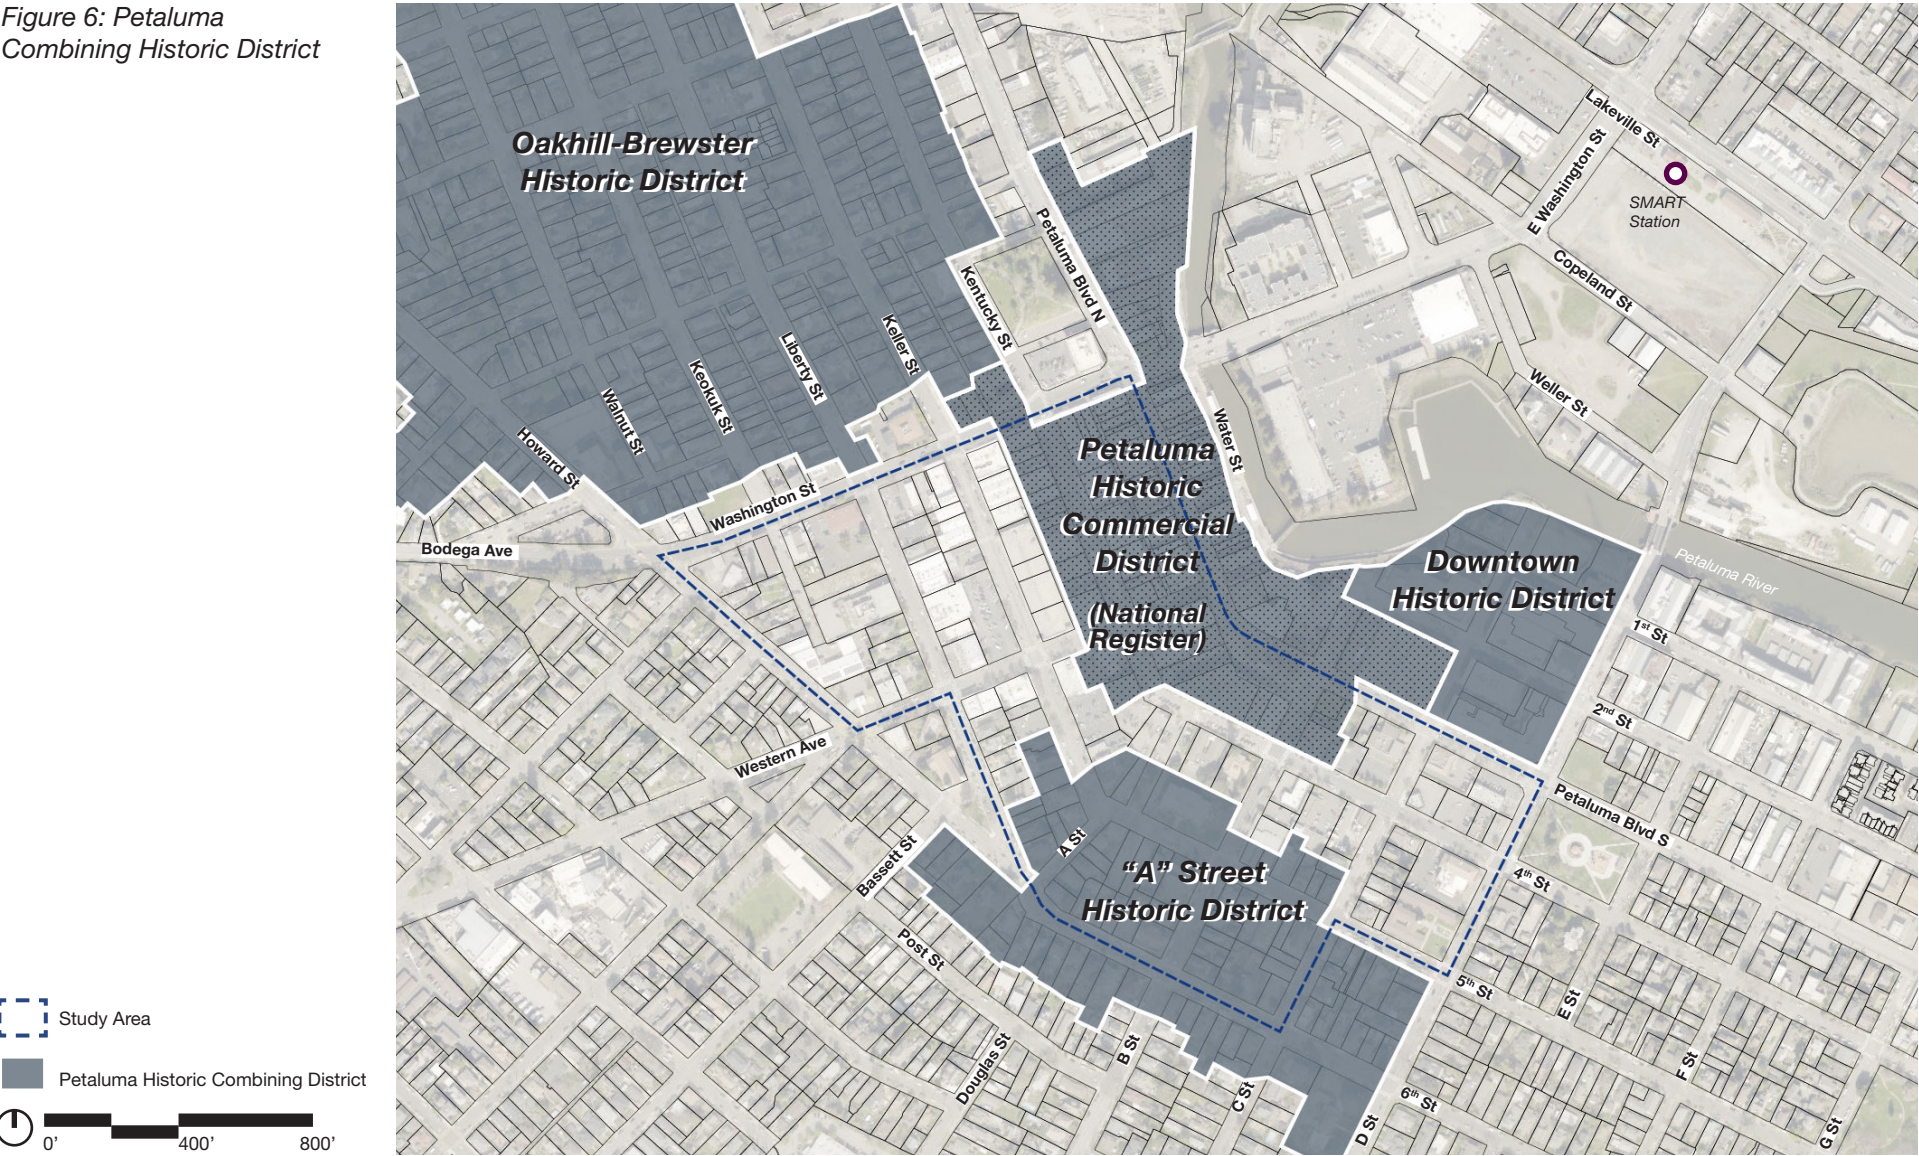 Figure 6: Petaluma
Combining Historic District
Oakhill-Brewster
Historic District
Lakeville St
E Washington St
SMART
Station
Petaluma Blvd N
Kentucky St
Copeland St
Keller St
Liberty St
Keokuk St
Walnut St
Howard St
Weller St
Water St
Petaluma
Historic
Commercial
District
(National
Register)
Washington St
Bodega Ave
Downtown
Historic District
Petaluma River
1st St
2nd St
Western Ave
Petaluma Blvd S
A St
Bassett St
"A" Street
Historic District
4th St
Post St
5th St
E St
Study Area
Douglas St
B St
F St
Petaluma Historic Combining District
C St
6th St
D St
G St
0’
400’
800’